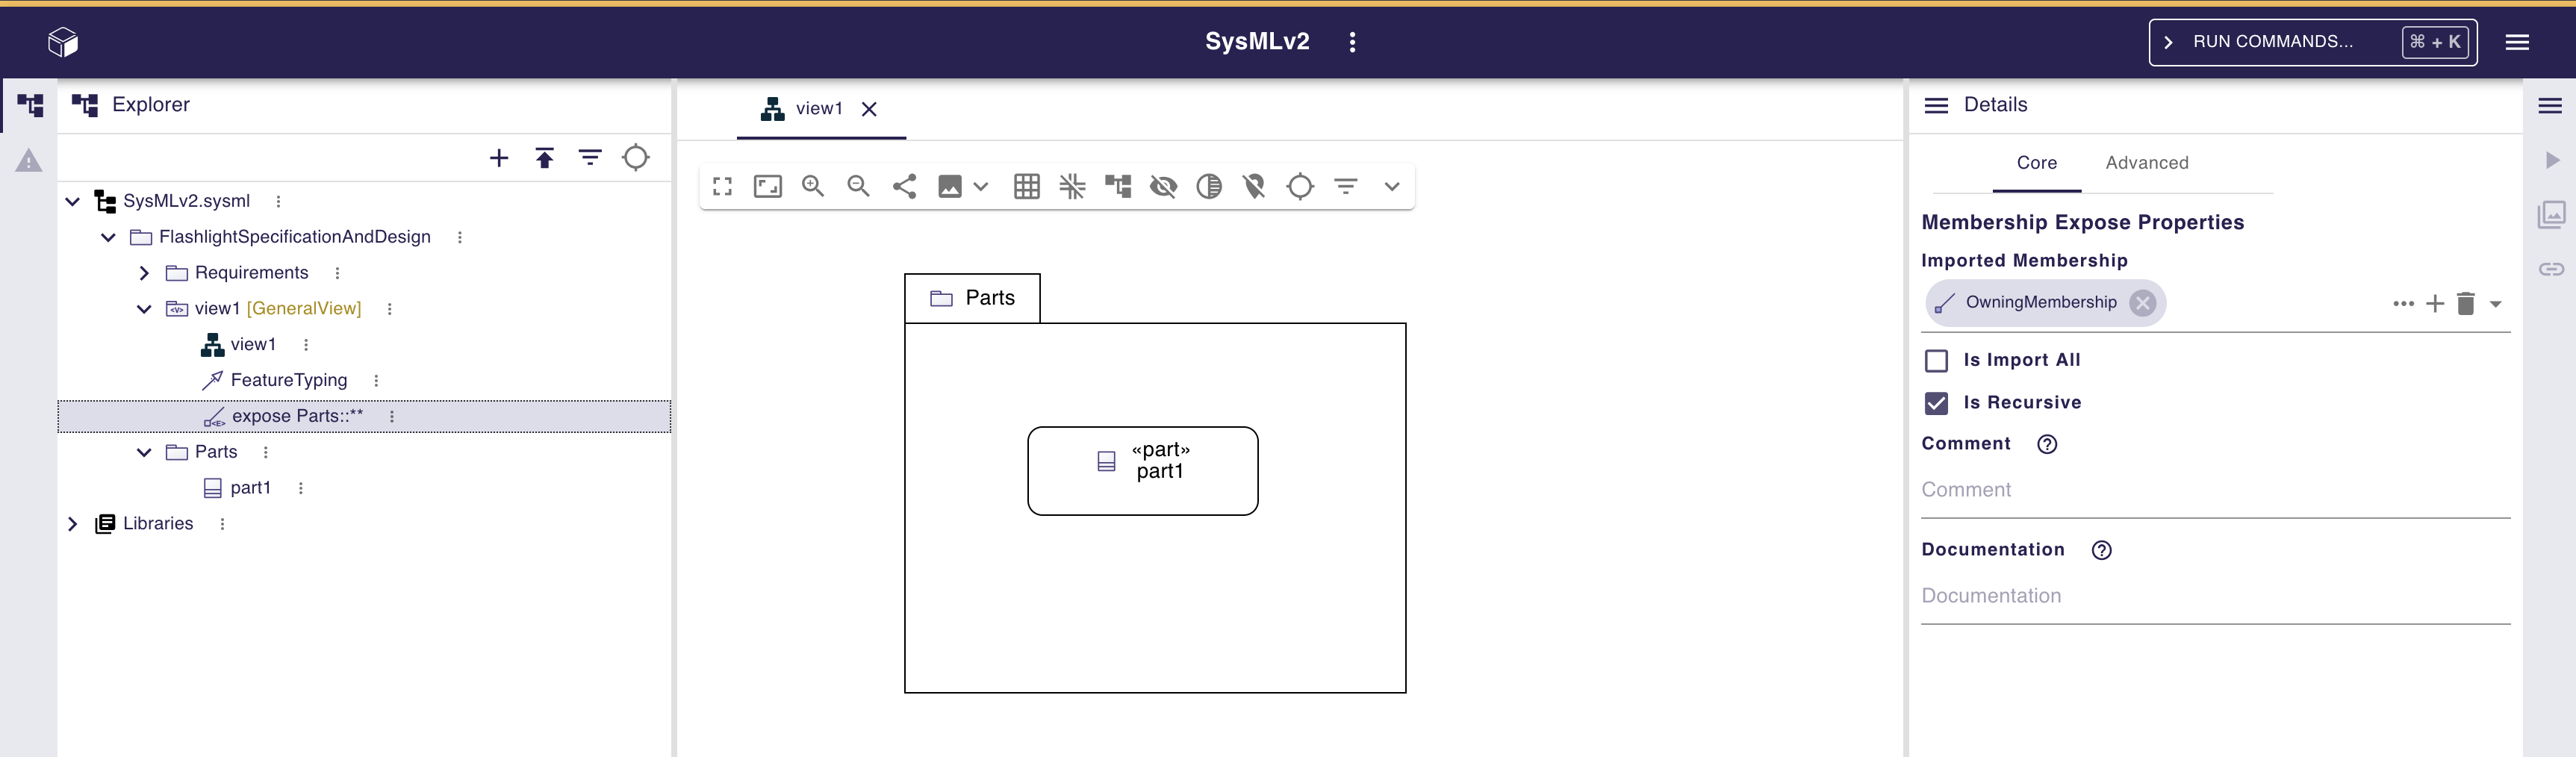 SysMLv2
RUN COMMANDS...
⌘ + K
Explorer
SysMLv2.sysml
FlashlightSpecificationAndDesign
Requirements
view1 [GeneralView]
view1
FeatureTyping
expose Parts::**
Parts
part1
Libraries
view1
Parts
«part»
part1
Details
Core
Advanced
Membership Expose Properties
Imported Membership
OwningMembership
Is Import All
Is Recursive
Comment
Comment
Documentation
Documentation